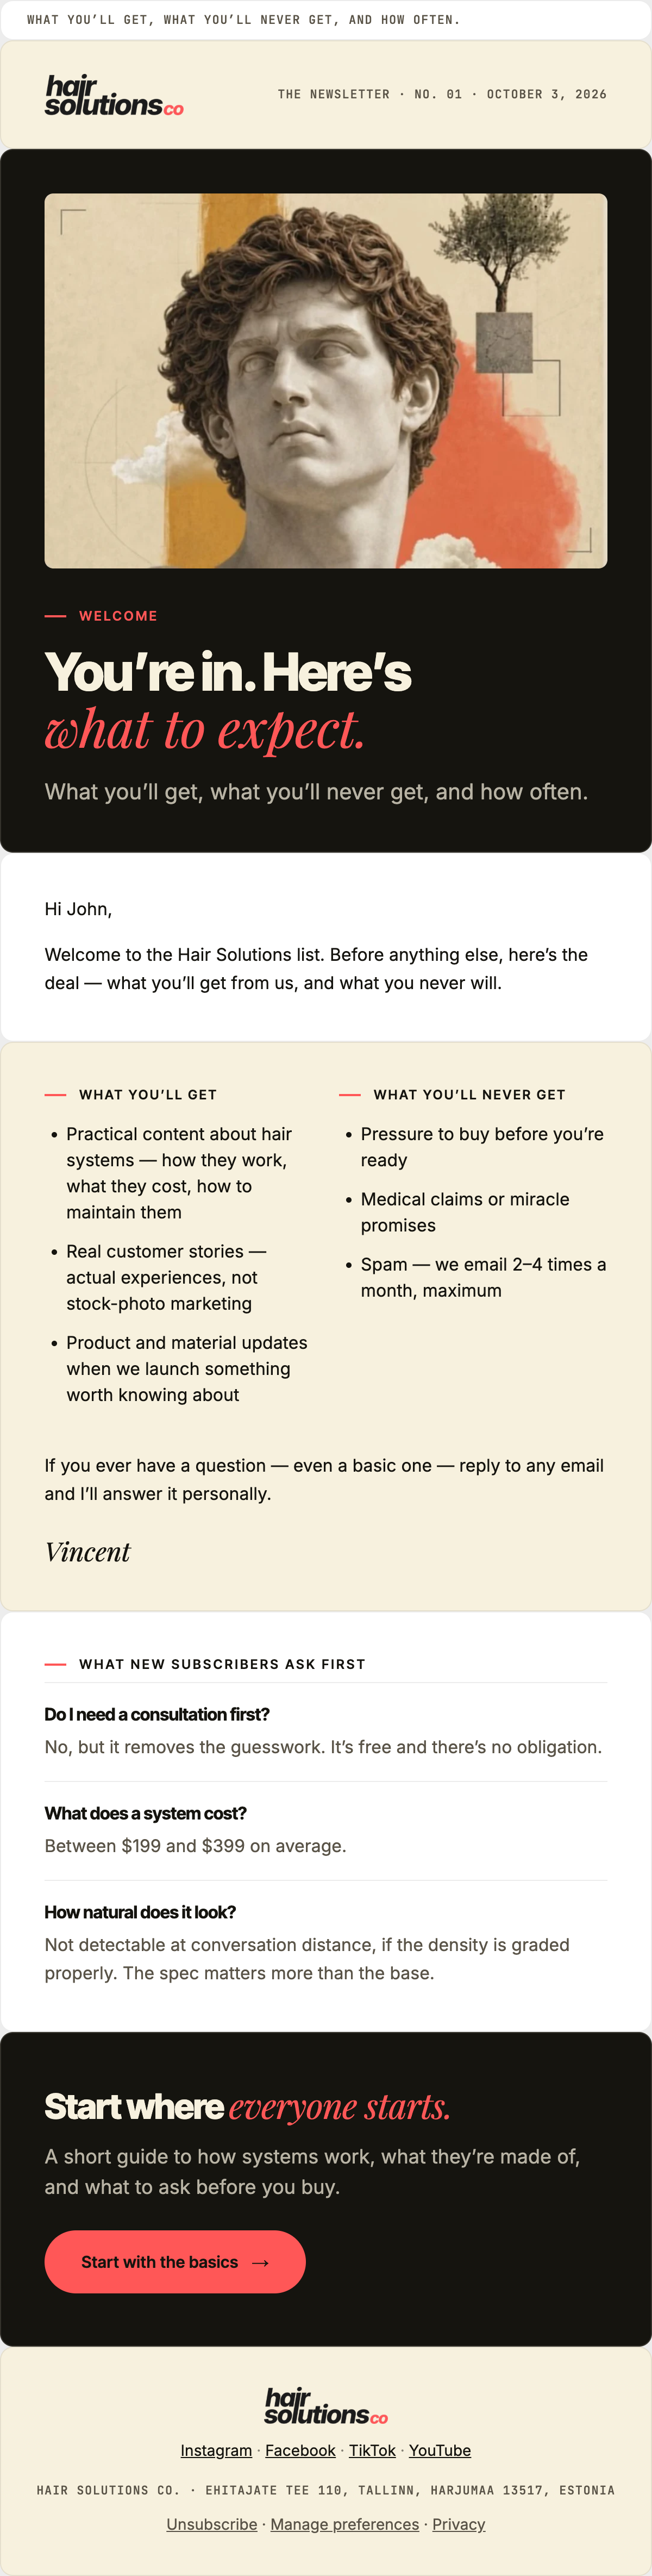 WHAT YOU’LL GET, WHAT YOU’LL NEVER GET, AND HOW OFTEN.
hair
solutions co
THE NEWSLETTER · NO. 01 · OCTOBER 3, 2026
WELCOME
You’re in. Here’s
what to expect.
What you’ll get, what you’ll never get, and how often.
Hi John,
Welcome to the Hair Solutions list. Before anything else, here’s the
deal — what you’ll get from us, and what you never will.
WHAT YOU’LL GET
• Practical content about hair
systems — how they work,
what they cost, how to
maintain them
• Real customer stories —
actual experiences, not
stock-photo marketing
• Product and material updates
when we launch something
worth knowing about
WHAT YOU’LL NEVER GET
• Pressure to buy before you’re
ready
• Medical claims or miracle
promises
• Spam — we email 2–4 times a
month, maximum
If you ever have a question — even a basic one — reply to any email
and I’ll answer it personally.
Vincent
WHAT NEW SUBSCRIBERS ASK FIRST
Do I need a consultation first?
No, but it removes the guesswork. It’s free and there’s no obligation.
What does a system cost?
Between $199 and $399 on average.
How natural does it look?
Not detectable at conversation distance, if the density is graded
properly. The spec matters more than the base.
Start where everyone starts.
A short guide to how systems work, what they’re made of,
and what to ask before you buy.
Start with the basics →
hair
solutions co
Instagram · Facebook · TikTok · YouTube
HAIR SOLUTIONS CO. · EHITAJATE TEE 110, TALLINN, HARJUMAA 13517, ESTONIA
Unsubscribe · Manage preferences · Privacy